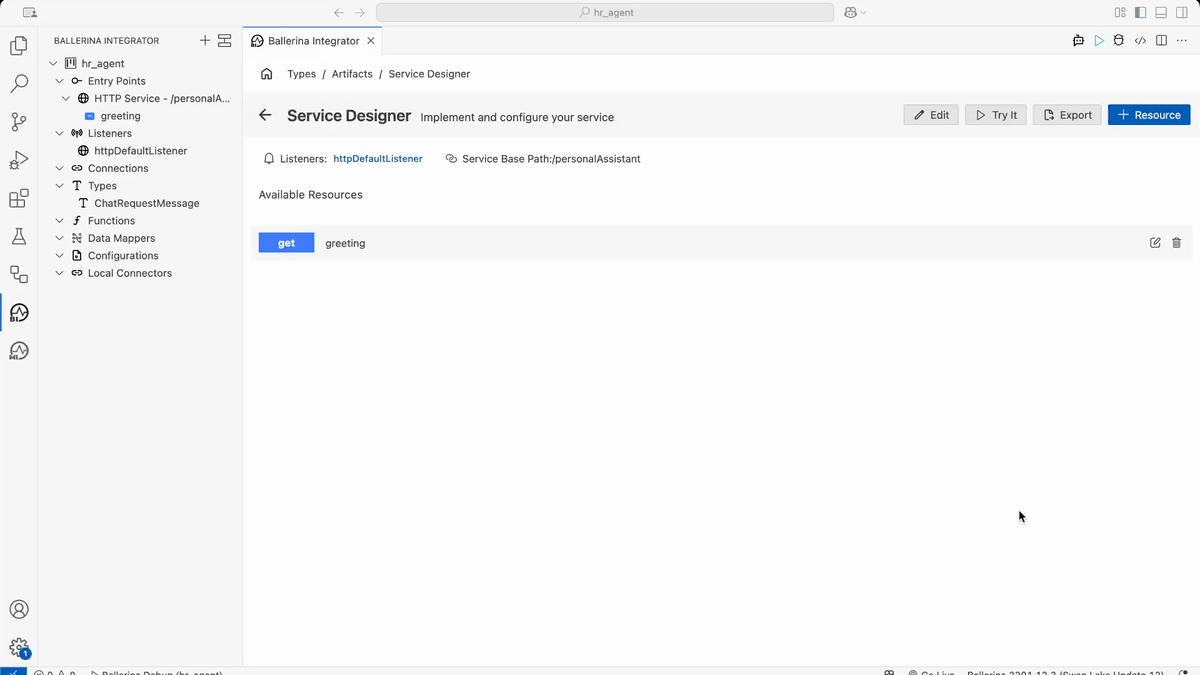 hr_agent
BALLERINA INTEGRATOR
Ballerina Integrator
hr_agent
Entry Points
HTTP Service - /personalA...
greeting
Listeners
httpDefaultListener
Connections
Types
ChatRequestMessage
Functions
Data Mappers
Configurations
Local Connectors
Types / Artifacts / Service Designer
Service Designer Implement and configure your service
Edit
Try It
Export
Resource
Listeners: httpDefaultListener
Service Base Path:/personalAssistant
Available Resources
get greeting
BI
MI
1
0 0
Ballerina Debug (hr_agent)
Go Live
Ballerina 2201.12.3 (Swan Lake Update 12)